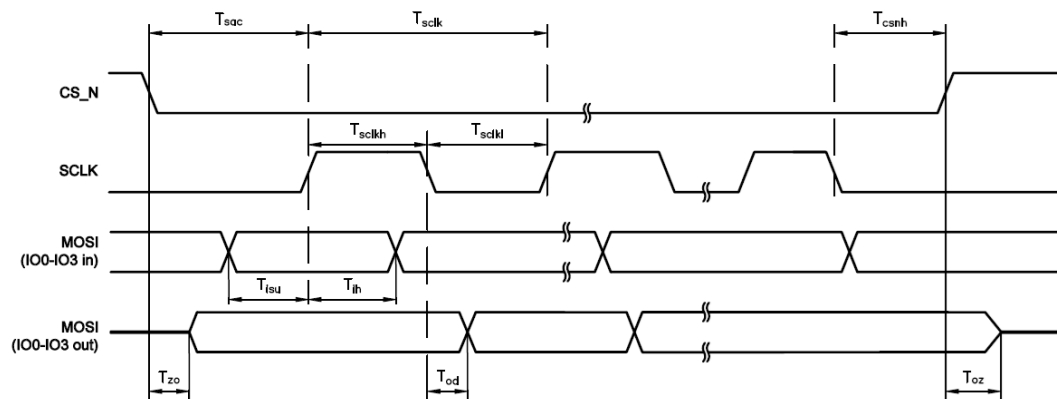 Tsqc
Tsclk
Tcsnh
CS_N
Tsclkh
Tsclkl
SCLK
MOSI
(IO0-IO3 in)
Tisu
Tih
MOSI
(IO0-IO3 out)
Tzo
Tod
Toz